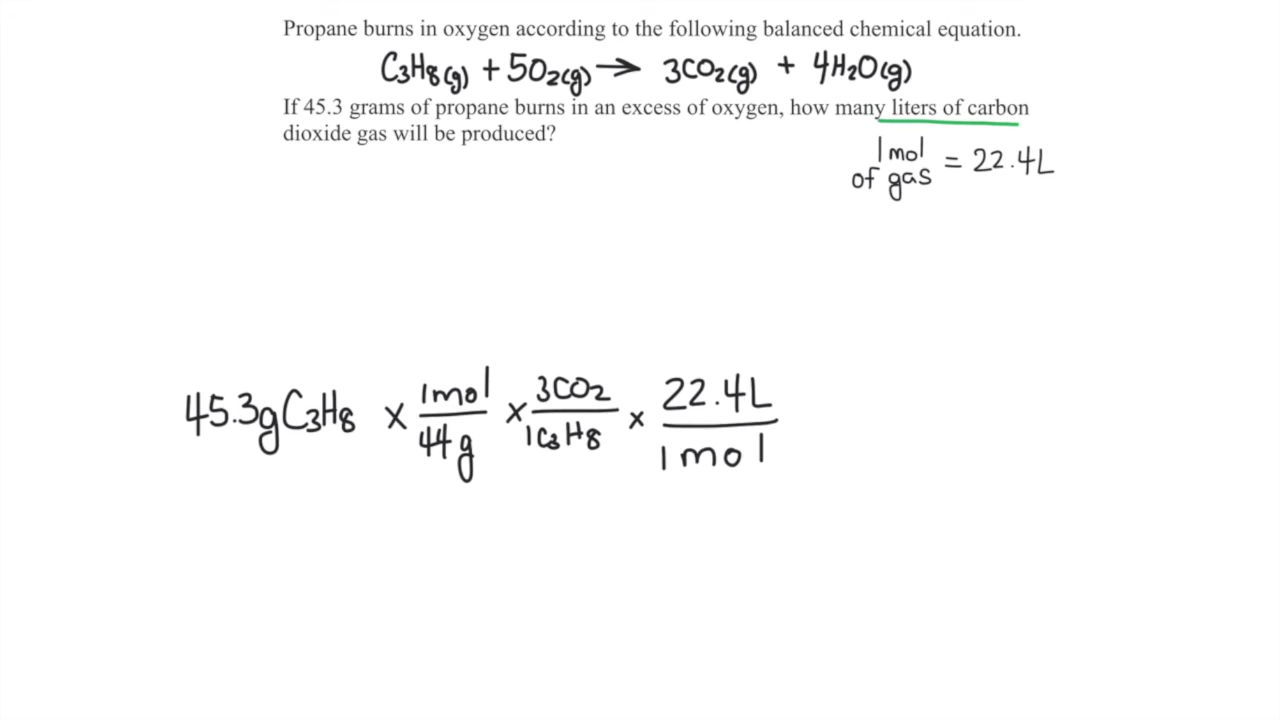 Propane burns in oxygen according to the following balanced chemical equation.
C₃H₈(g) + 5O₂(g) → 3CO₂(g) + 4H₂O(g)
If 45.3 grams of propane burns in an excess of oxygen, how many liters of carbon
dioxide gas will be produced?
1mol
of gas = 22.4L
45.3g C₃H₈ × 1mol/44g × 3CO₂/1C₃H₈ × 22.4L/1mol